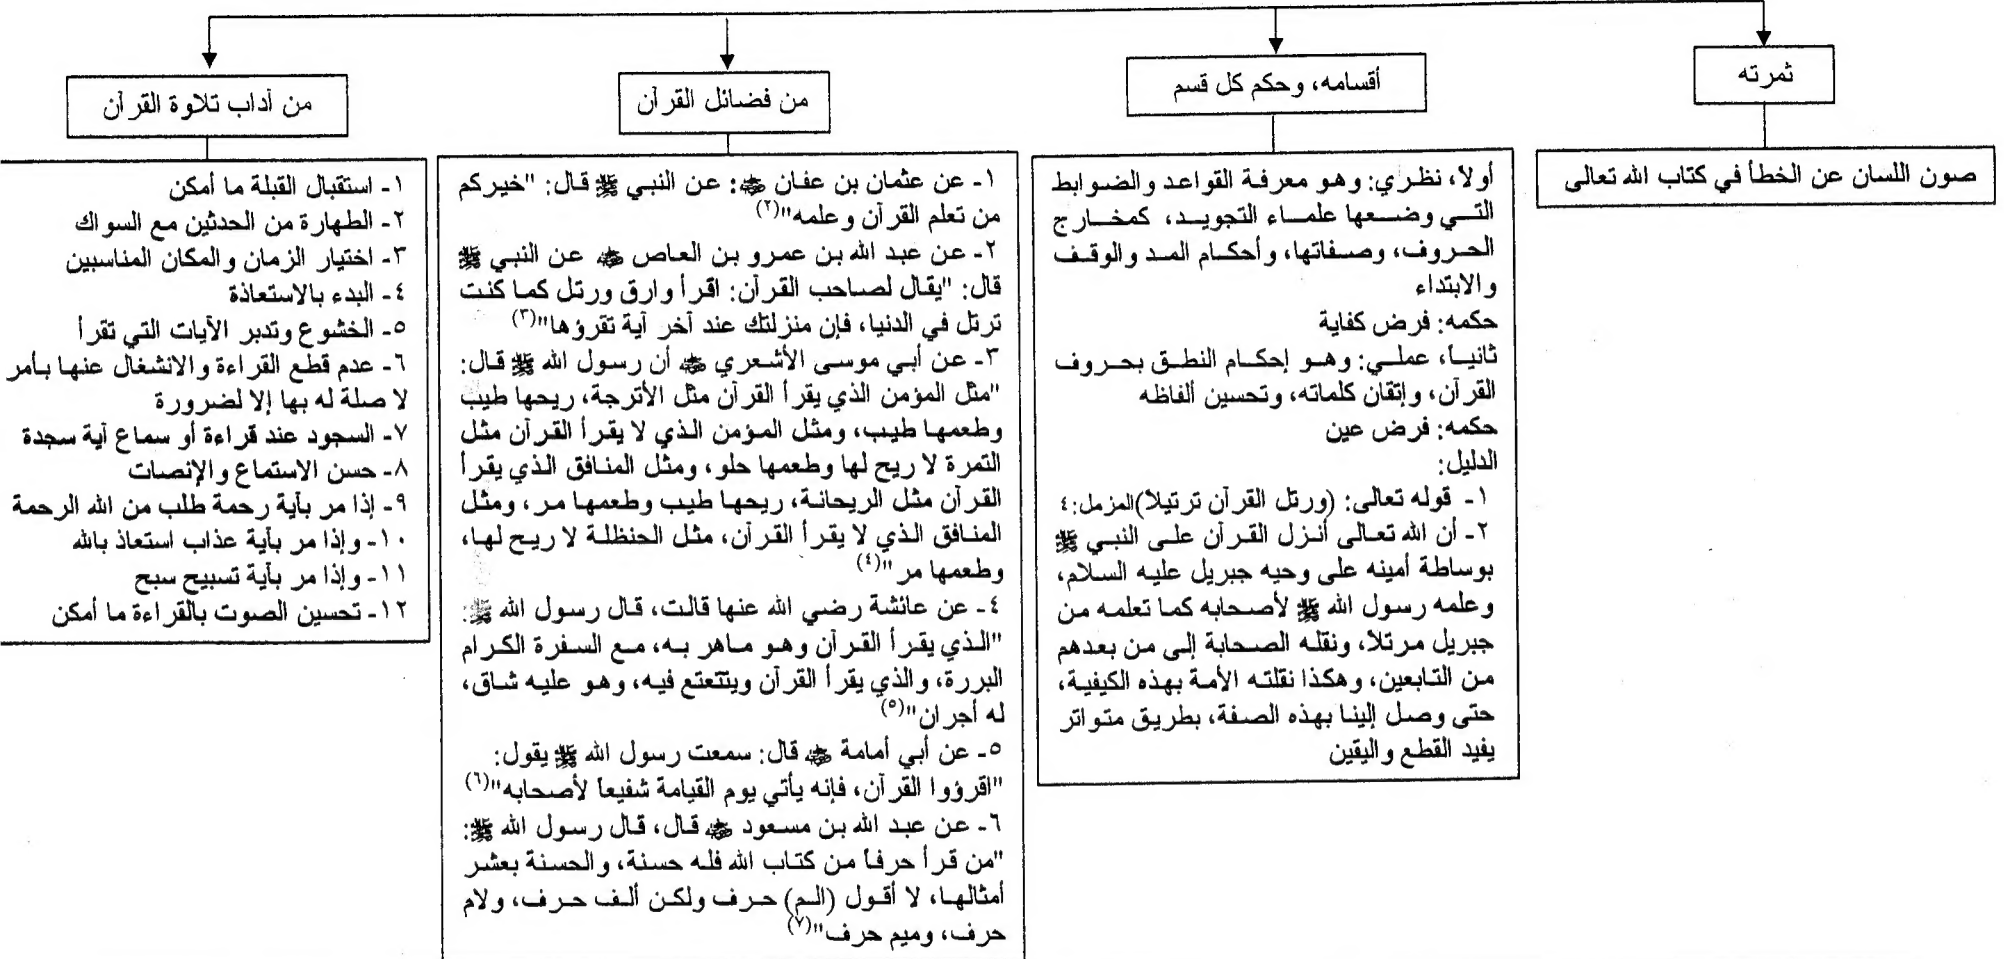 ثمرته
صون اللسان عن الخطأ في كتاب الله تعالى
أقسامه، وحكم كل قسم
أولاً، نظري: وهو معرفة القواعد والضوابط
التي وضعها علماء التجويد، كمخارج
الحروف، وصفاتها، وأحكام المد والوقف
والابتداء
حكمه: فرض كفاية
ثانياً، عملي: وهو إحكام النطق بحروف
القرآن، وإتقان كلماته، وتحسين ألفاظه
حكمه: فرض عين
الدليل:
١- قوله تعالى: (ورتل القرآن ترتيلاً)المزمل:٤
٢- أن الله تعالى أنزل القرآن على النبي ﷺ
بوساطة أمينه على وحيه جبريل عليه السلام،
وعلمه رسول الله ﷺ لأصحابه كما تعلمه من
جبريل مرتلاً، ونقله الصحابة إلى من بعدهم
من التابعين، وهكذا نقلته الأمة بهذه الكيفية،
حتى وصل إلينا بهذه الصفة، بطريق متواتر
يفيد القطع واليقين
من فضائل القرآن
١- عن عثمان بن عفان ﵁: عن النبي ﷺ قال: "خيركم
من تعلم القرآن وعلمه"(٢)
٢- عن عبد الله بن عمرو بن العاص ﵁ عن النبي ﷺ
قال: "يقال لصاحب القرآن: اقرأ وارق ورتل كما كنت
ترتل في الدنيا، فإن منزلتك عند آخر آية تقرؤها"(٣)
٣- عن أبي موسى الأشعري ﵁ أن رسول الله ﷺ قال:
"مثل المؤمن الذي يقرأ القرآن مثل الأترجة، ريحها طيب
وطعمها طيب، ومثل المؤمن الذي لا يقرأ القرآن مثل
التمرة لا ريح لها وطعمها حلو، ومثل المنافق الذي يقرأ
القرآن مثل الريحانة، ريحها طيب وطعمها مر، ومثل
المنافق الذي لا يقرأ القرآن، مثل الحنظلة لا ريح لها،
وطعمها مر"(٤)
٤- عن عائشة رضي الله عنها قالت، قال رسول الله ﷺ:
"الذي يقرأ القرآن وهو ماهر به، مع السفرة الكرام
البررة، والذي يقرأ القرآن ويتتعتع فيه، وهو عليه شاق،
له أجران"(٥)
٥- عن أبي أمامة ﵁ قال: سمعت رسول الله ﷺ يقول:
"اقرؤوا القرآن، فإنه يأتي يوم القيامة شفيعاً لأصحابه"(٦)
٦- عن عبد الله بن مسعود ﵁ قال، قال رسول الله ﷺ:
"من قرأ حرفاً من كتاب الله فله حسنة، والحسنة بعشر
أمثالها، لا أقول (الم) حرف ولكن ألف حرف، ولام
حرف، وميم حرف"(٧)
من آداب تلاوة القرآن
١- استقبال القبلة ما أمكن
٢- الطهارة من الحدثين مع السواك
٣- اختيار الزمان والمكان المناسبين
٤- البدء بالاستعاذة
٥- الخشوع وتدبر الآيات التي تقرأ
٦- عدم قطع القراءة والانشغال عنها بأمر
لا صلة له بها إلا لضرورة
٧- السجود عند قراءة أو سماع آية سجدة
٨- حسن الاستماع والإنصات
٩- إذا مر بآية رحمة طلب من الله الرحمة
١٠- وإذا مر بآية عذاب استعاذ بالله
١١- وإذا مر بآية تسبيح سبح
١٢- تحسين الصوت بالقراءة ما أمكن